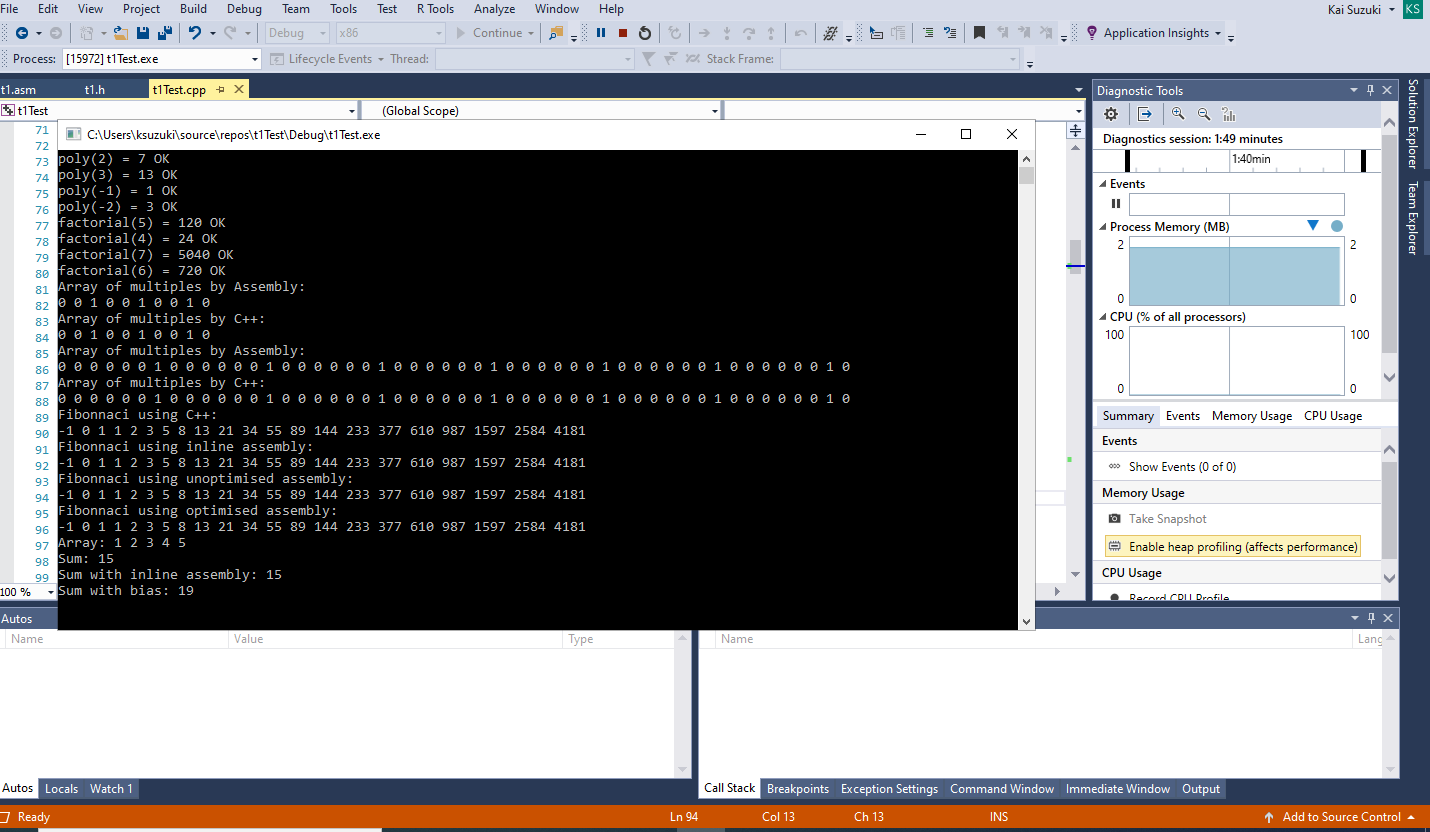 File Edit View Project Build Debug Team Tools Test R Tools Analyze Window Help Kai Suzuki KS
Debug x86 Continue Application Insights
Process: [15972] t1Test.exe Lifecycle Events Thread: Stack Frame:
t1.asm t1.h t1Test.cpp
t1Test (Global Scope)
71
72
73
74
75
76
77
78
79
80
81
82
83
84
85
86
87
88
89
90
91
92
93
94
95
96
97
98
99
100 %
C:\Users\ksuzuki\source\repos\t1Test\Debug\t1Test.exe
poly(2) = 7 OK
poly(3) = 13 OK
poly(-1) = 1 OK
poly(-2) = 3 OK
factorial(5) = 120 OK
factorial(4) = 24 OK
factorial(7) = 5040 OK
factorial(6) = 720 OK
Array of multiples by Assembly:
0 0 1 0 0 1 0 0 1 0
Array of multiples by C++:
0 0 1 0 0 1 0 0 1 0
Array of multiples by Assembly:
0 0 0 0 0 0 1 0 0 0 0 0 0 1 0 0 0 0 0 0 1 0 0 0 0 0 0 1 0 0 0 0 0 0 1 0 0 0 0 0 0 1 0 0 0 0 0 0 1 0
Array of multiples by C++:
0 0 0 0 0 0 1 0 0 0 0 0 0 1 0 0 0 0 0 0 1 0 0 0 0 0 0 1 0 0 0 0 0 0 1 0 0 0 0 0 0 1 0 0 0 0 0 0 1 0
Fibonnaci using C++:
-1 0 1 1 2 3 5 8 13 21 34 55 89 144 233 377 610 987 1597 2584 4181
Fibonnaci using inline assembly:
-1 0 1 1 2 3 5 8 13 21 34 55 89 144 233 377 610 987 1597 2584 4181
Fibonnaci using unoptimised assembly:
-1 0 1 1 2 3 5 8 13 21 34 55 89 144 233 377 610 987 1597 2584 4181
Fibonnaci using optimised assembly:
-1 0 1 1 2 3 5 8 13 21 34 55 89 144 233 377 610 987 1597 2584 4181
Array: 1 2 3 4 5
Sum: 15
Sum with inline assembly: 15
Sum with bias: 19
Diagnostic Tools
Diagnostics session: 1:49 minutes
1:40min
Events
Process Memory (MB)
2 2
0 0
CPU (% of all processors)
100 100
0 0
Summary Events Memory Usage CPU Usage
Events
Show Events (0 of 0)
Memory Usage
Take Snapshot
Enable heap profiling (affects performance)
CPU Usage
Record CPU Profile
Solution Explorer
Team Explorer
Autos
Name Value Type
Name Lang
Autos Locals Watch 1
Call Stack Breakpoints Exception Settings Command Window Immediate Window Output
Ready Ln 94 Col 13 Ch 13 INS Add to Source Control